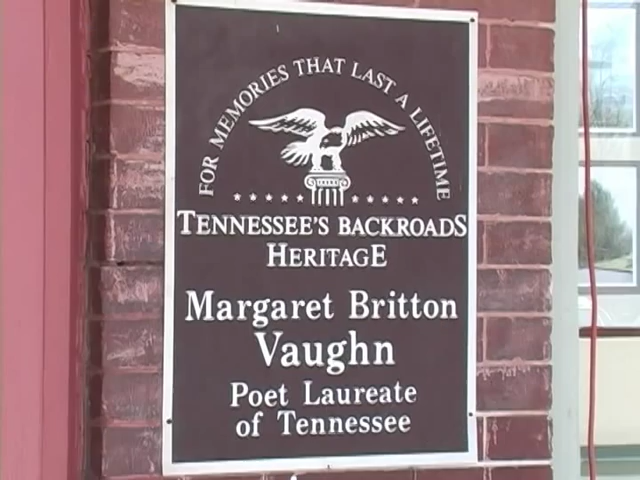 FOR MEMORIES THAT LAST A LIFETIME
TENNESSEE'S BACKROADS
HERITAGE
Margaret Britton
Vaughn
Poet Laureate
of Tennessee